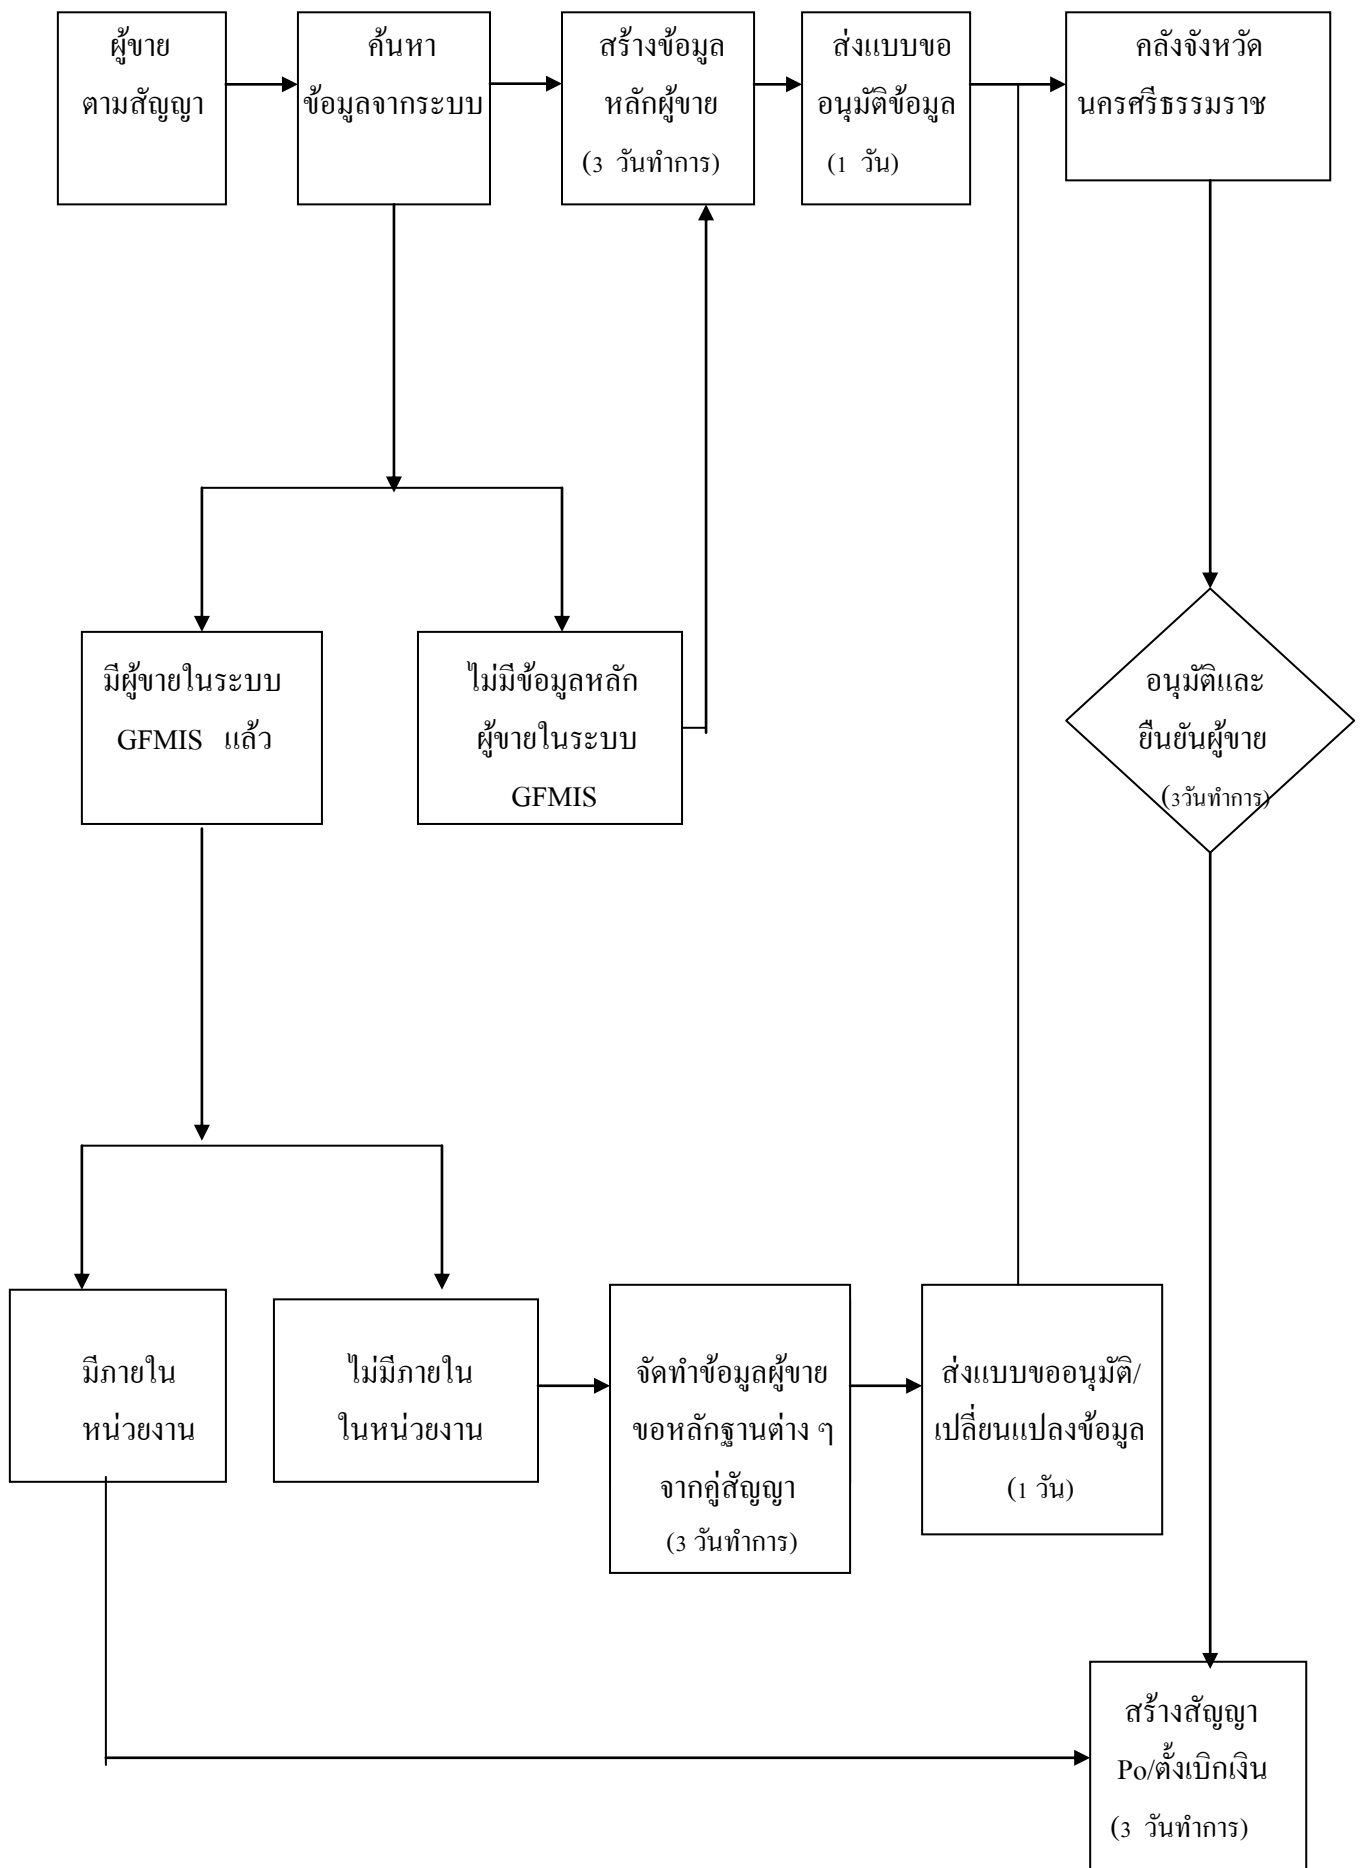 ผู้ขาย
ตามสัญญา
ค้นหา
ข้อมูลจากระบบ
สร้างข้อมูล
หลักผู้ขาย
(3 วันทำการ)
ส่งแบบขอ
อนุมัติข้อมูล
(1 วัน)
คลังจังหวัด
นครศรีธรรมราช
มีผู้ขายในระบบ
GFMIS แล้ว
ไม่มีข้อมูลหลัก
ผู้ขายในระบบ
GFMIS
อนุมัติและ
ยืนยันผู้ขาย
(3วันทำการ)
มีภายใน
หน่วยงาน
ไม่มีภายใน
ในหน่วยงาน
จัดทำข้อมูลผู้ขาย
ขอหลักฐานต่าง ๆ
จากคู่สัญญา
(3 วันทำการ)
ส่งแบบขออนุมัติ/
เปลี่ยนแปลงข้อมูล
(1 วัน)
สร้างสัญญา
Po/ตั้งเบิกเงิน
(3 วันทำการ)